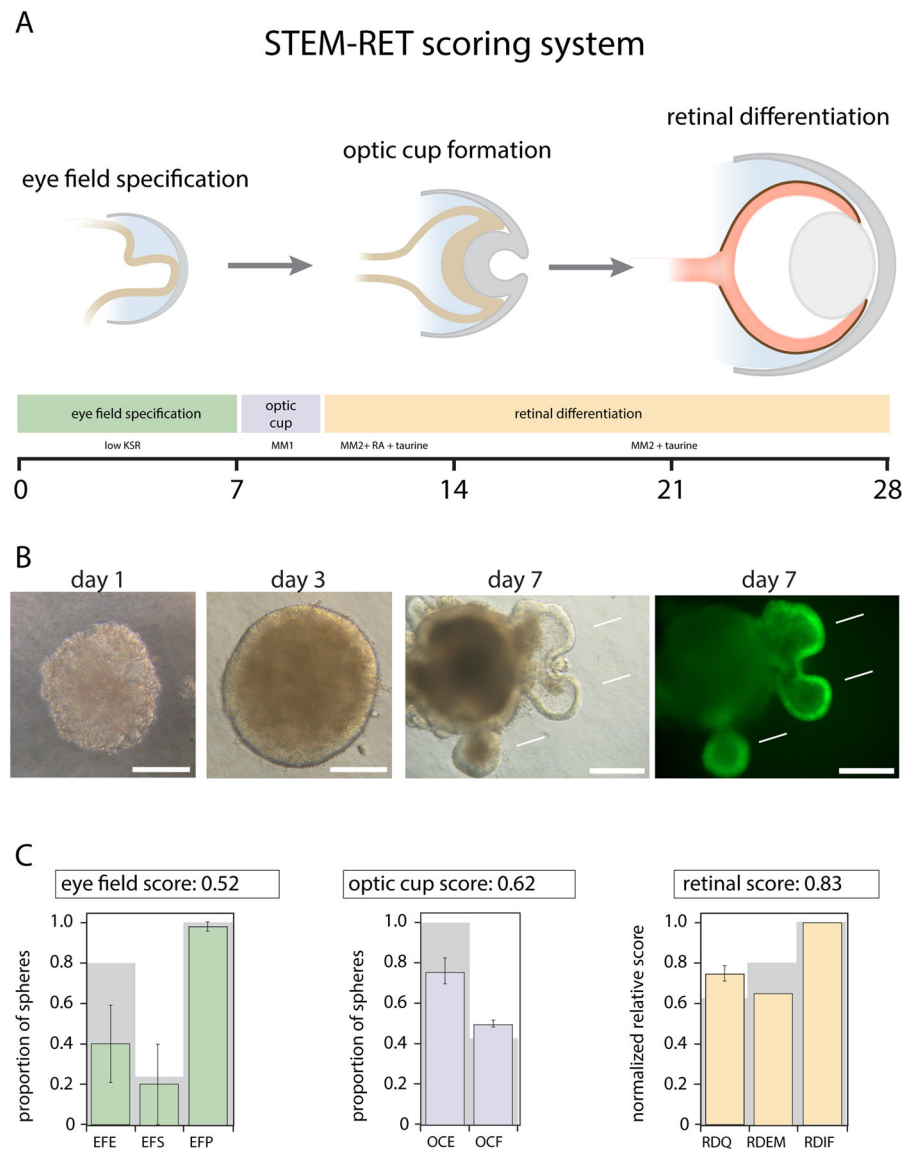 A
STEM-RET scoring system
eye field specification
optic cup formation
retinal differentiation
eye field specification
optic
cup
retinal differentiation
low KSR
MM1
MM2+ RA + taurine
MM2 + taurine
0
7
14
21
28
B
day 1
day 3
day 7
day 7
C
eye field score: 0.52
proportion of spheres
1.0
0.8
0.6
0.4
0.2
0
EFE
EFS
EFP
optic cup score: 0.62
proportion of spheres
1.0
0.8
0.6
0.4
0.2
0
OCE
OCF
retinal score: 0.83
normalized relative score
1.0
0.8
0.6
0.4
0.2
0
RDQ
RDEM
RDIF